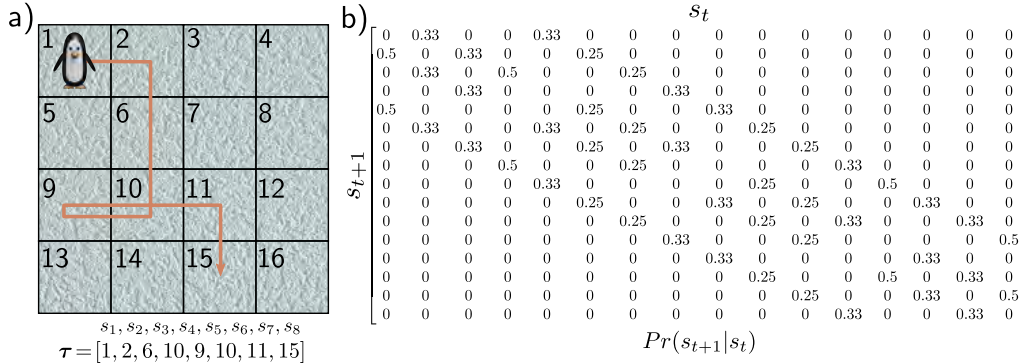 a)
1 2 3 4
5 6 7 8
9 10 11 12
13 14 15 16
s₁, s₂, s₃, s₄, s₅, s₆, s₇, s₈
τ = [1, 2, 6, 10, 9, 10, 11, 15]
b)
sₜ
sₜ₊₁
0 0.33 0 0 0.33 0 0 0 0 0 0 0 0 0 0 0
0.5 0 0.33 0 0 0.25 0 0 0 0 0 0 0 0 0 0
0 0.33 0 0.5 0 0 0.25 0 0 0 0 0 0 0 0 0
0 0 0.33 0 0 0 0 0.33 0 0 0 0 0 0 0 0
0.5 0 0 0 0 0.25 0 0 0.33 0 0 0 0 0 0 0
0 0.33 0 0 0.33 0 0.25 0 0 0.25 0 0 0 0 0 0
0 0 0.33 0 0 0.25 0 0.33 0 0 0.25 0 0 0 0 0
0 0 0 0.5 0 0 0.25 0 0 0 0 0.33 0 0 0 0
0 0 0 0 0.33 0 0 0 0 0.25 0 0 0.5 0 0 0
0 0 0 0 0 0.25 0 0 0.33 0 0.25 0 0 0.33 0 0
0 0 0 0 0 0 0.25 0 0 0.25 0 0.33 0 0 0.33 0
0 0 0 0 0 0 0 0.33 0 0 0.25 0 0 0 0 0.5
0 0 0 0 0 0 0 0 0.33 0 0 0 0 0.33 0 0
0 0 0 0 0 0 0 0 0 0.25 0 0 0.5 0 0.33 0
0 0 0 0 0 0 0 0 0 0 0.25 0 0 0.33 0 0.5
0 0 0 0 0 0 0 0 0 0 0 0.33 0 0 0.33 0
Pr(sₜ₊₁|sₜ)